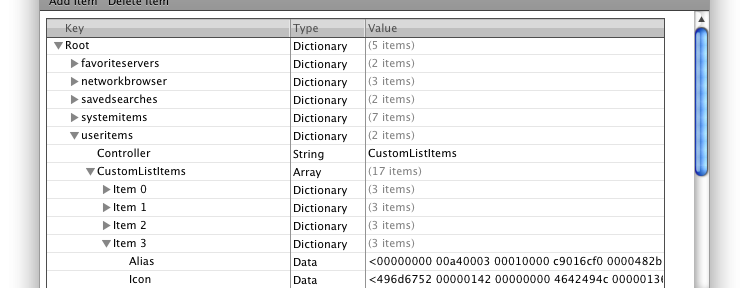 Add Item Delete Item
Key Type Value
Root Dictionary (5 items)
favoriteservers Dictionary (2 items)
networkbrowser Dictionary (3 items)
savedsearches Dictionary (2 items)
systemitems Dictionary (7 items)
useritems Dictionary (2 items)
Controller String CustomListItems
CustomListItems Array (17 items)
Item 0 Dictionary (3 items)
Item 1 Dictionary (3 items)
Item 2 Dictionary (3 items)
Item 3 Dictionary (3 items)
Alias Data <00000000 00a40003 00010000 c9016cf0 0000482b
Icon Data <496d6752 00000142 00000000 4642494c